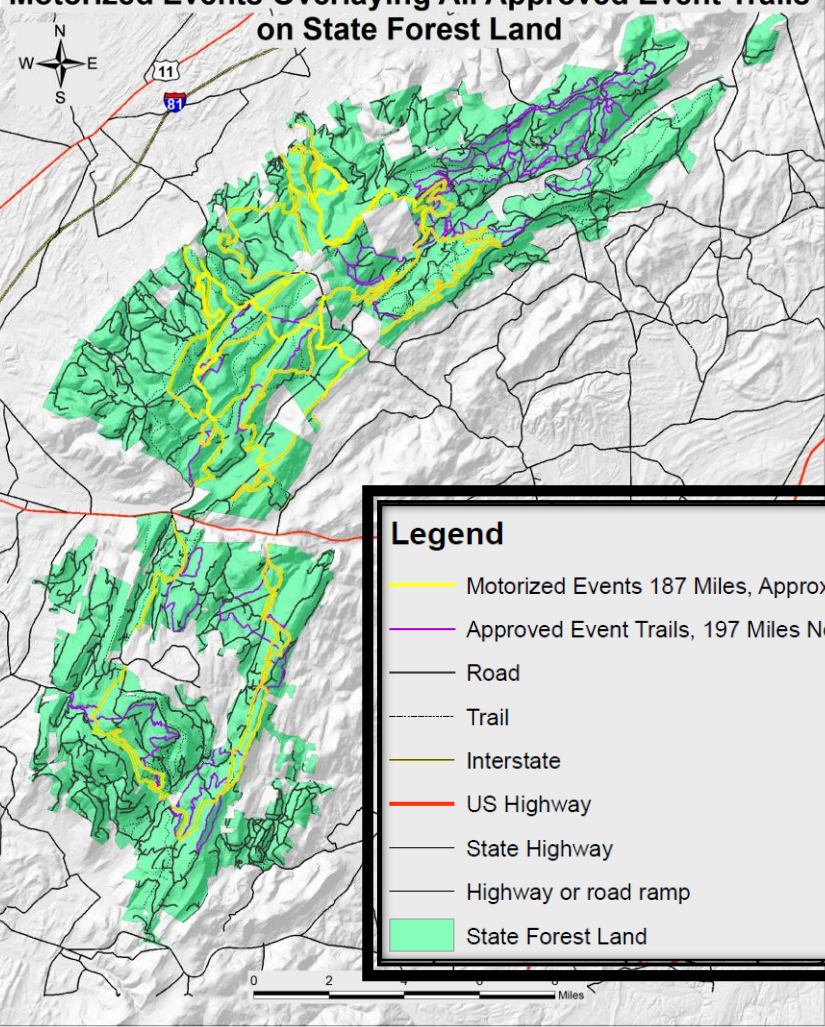 Motorized Events Overlaying All Approved Event Trails
on State Forest Land
N
W E
S
11
81
Legend
Motorized Events 187 Miles, Approx
Approved Event Trails, 197 Miles N
Road
Trail
Interstate
US Highway
State Highway
Highway or road ramp
State Forest Land
0 2 4 6 8
Miles